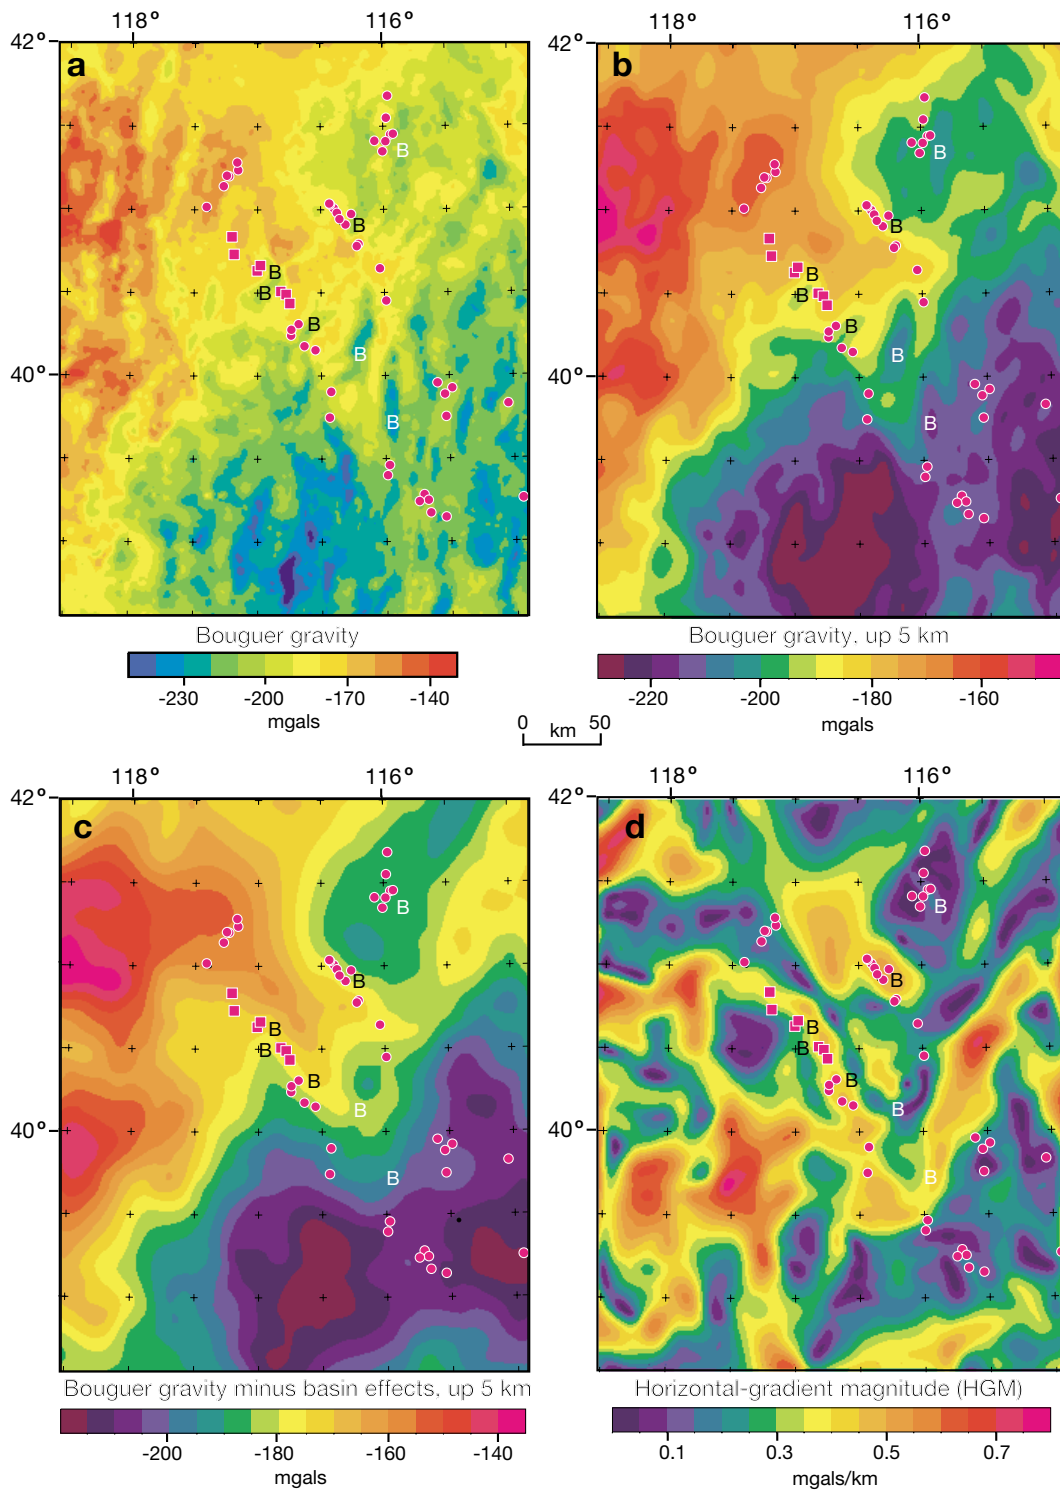 118° 116° 118° 116°
42° 42°
a b
B B
B B
B B
B B
B B
B B
40° 40°
B B
Bouguer gravity Bouguer gravity, up 5 km
-230 -200 -170 -140 -220 -200 -180 -160
mgals mgals
0 km 50
118° 116° 118° 116°
42° 42°
c d
B B
B B
B B
B B
B B
B B
40° 40°
B B
Bouguer gravity minus basin effects, up 5 km Horizontal-gradient magnitude (HGM)
-200 -180 -160 -140 0.1 0.3 0.5 0.7
mgals mgals/km